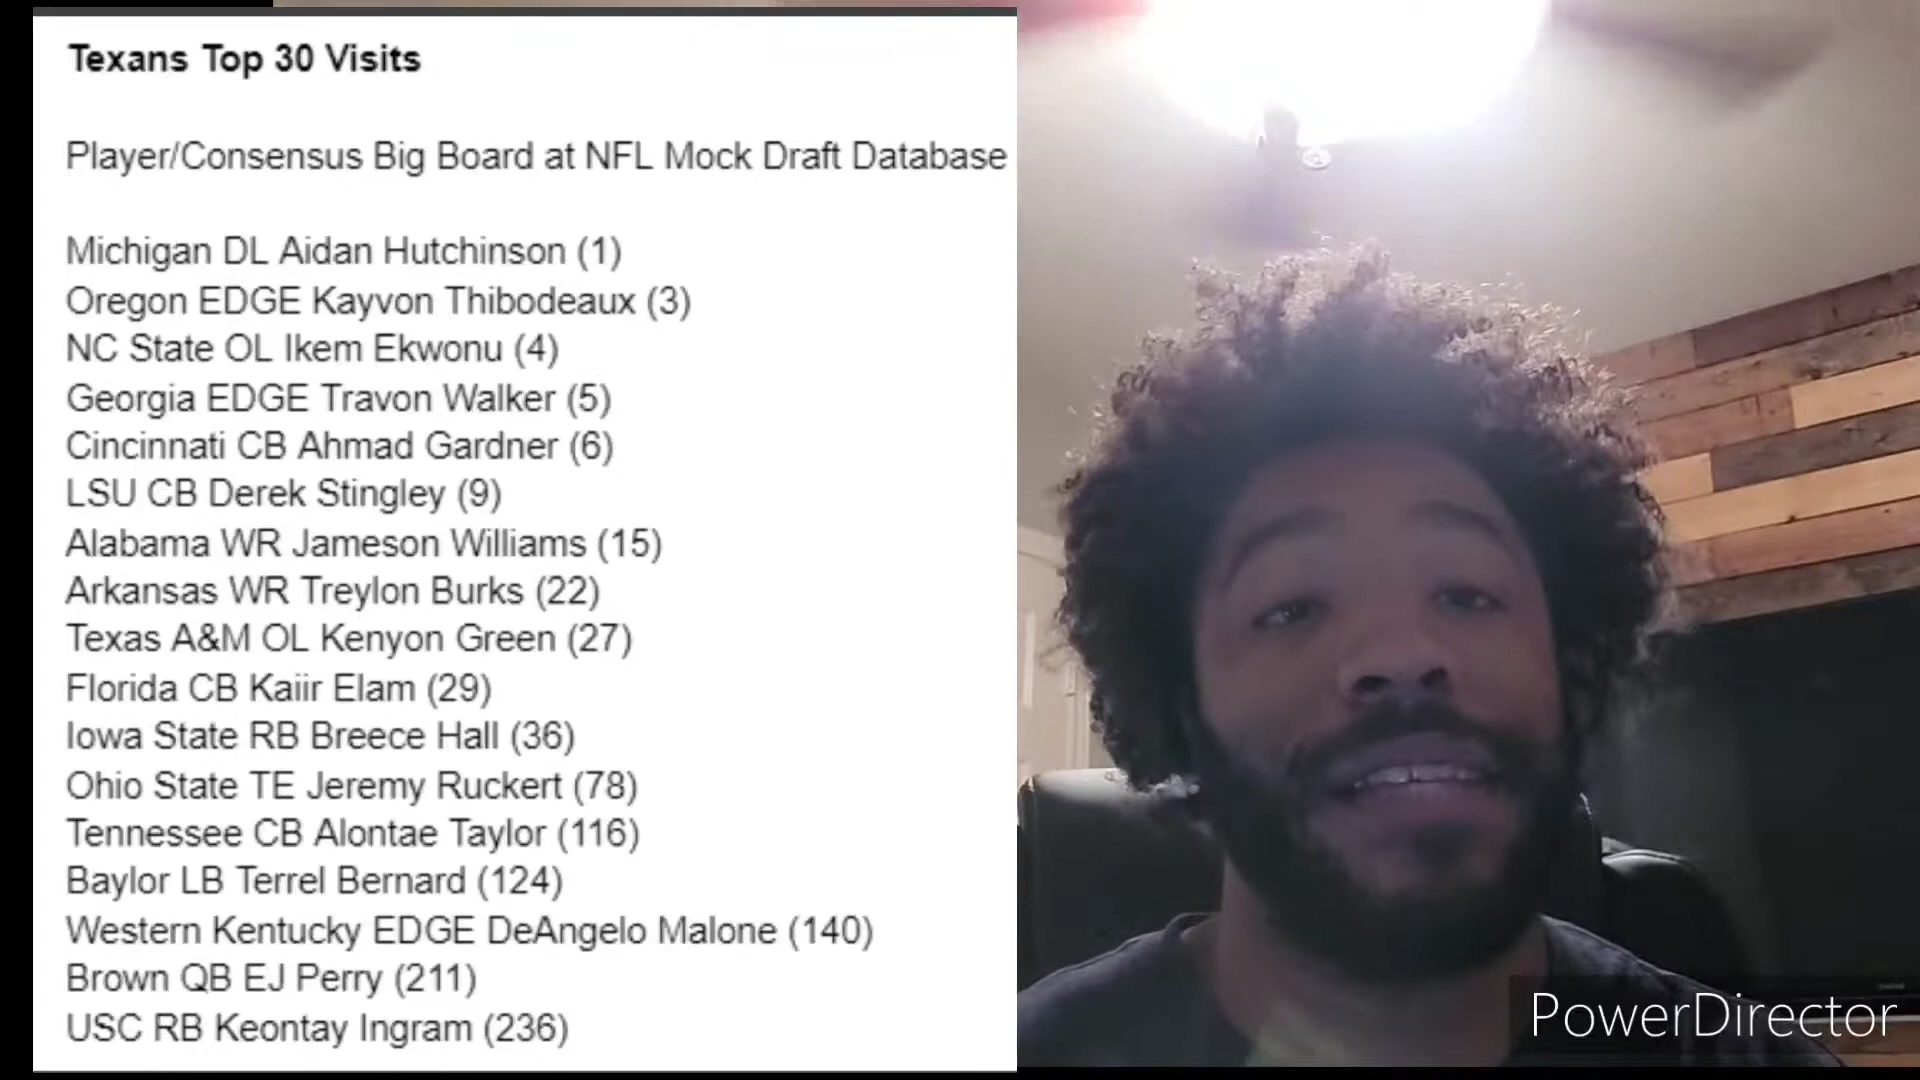 Texans Top 30 Visits
Player/Consensus Big Board at NFL Mock Draft Database
Michigan DL Aidan Hutchinson (1)
Oregon EDGE Kayvon Thibodeaux (3)
NC State OL Ikem Ekwonu (4)
Georgia EDGE Travon Walker (5)
Cincinnati CB Ahmad Gardner (6)
LSU CB Derek Stingley (9)
Alabama WR Jameson Williams (15)
Arkansas WR Treylon Burks (22)
Texas A&M OL Kenyon Green (27)
Florida CB Kaiir Elam (29)
Iowa State RB Breece Hall (36)
Ohio State TE Jeremy Ruckert (78)
Tennessee CB Alontae Taylor (116)
Baylor LB Terrel Bernard (124)
Western Kentucky EDGE DeAngelo Malone (140)
Brown QB EJ Perry (211)
USC RB Keontay Ingram (236)
PowerDirector